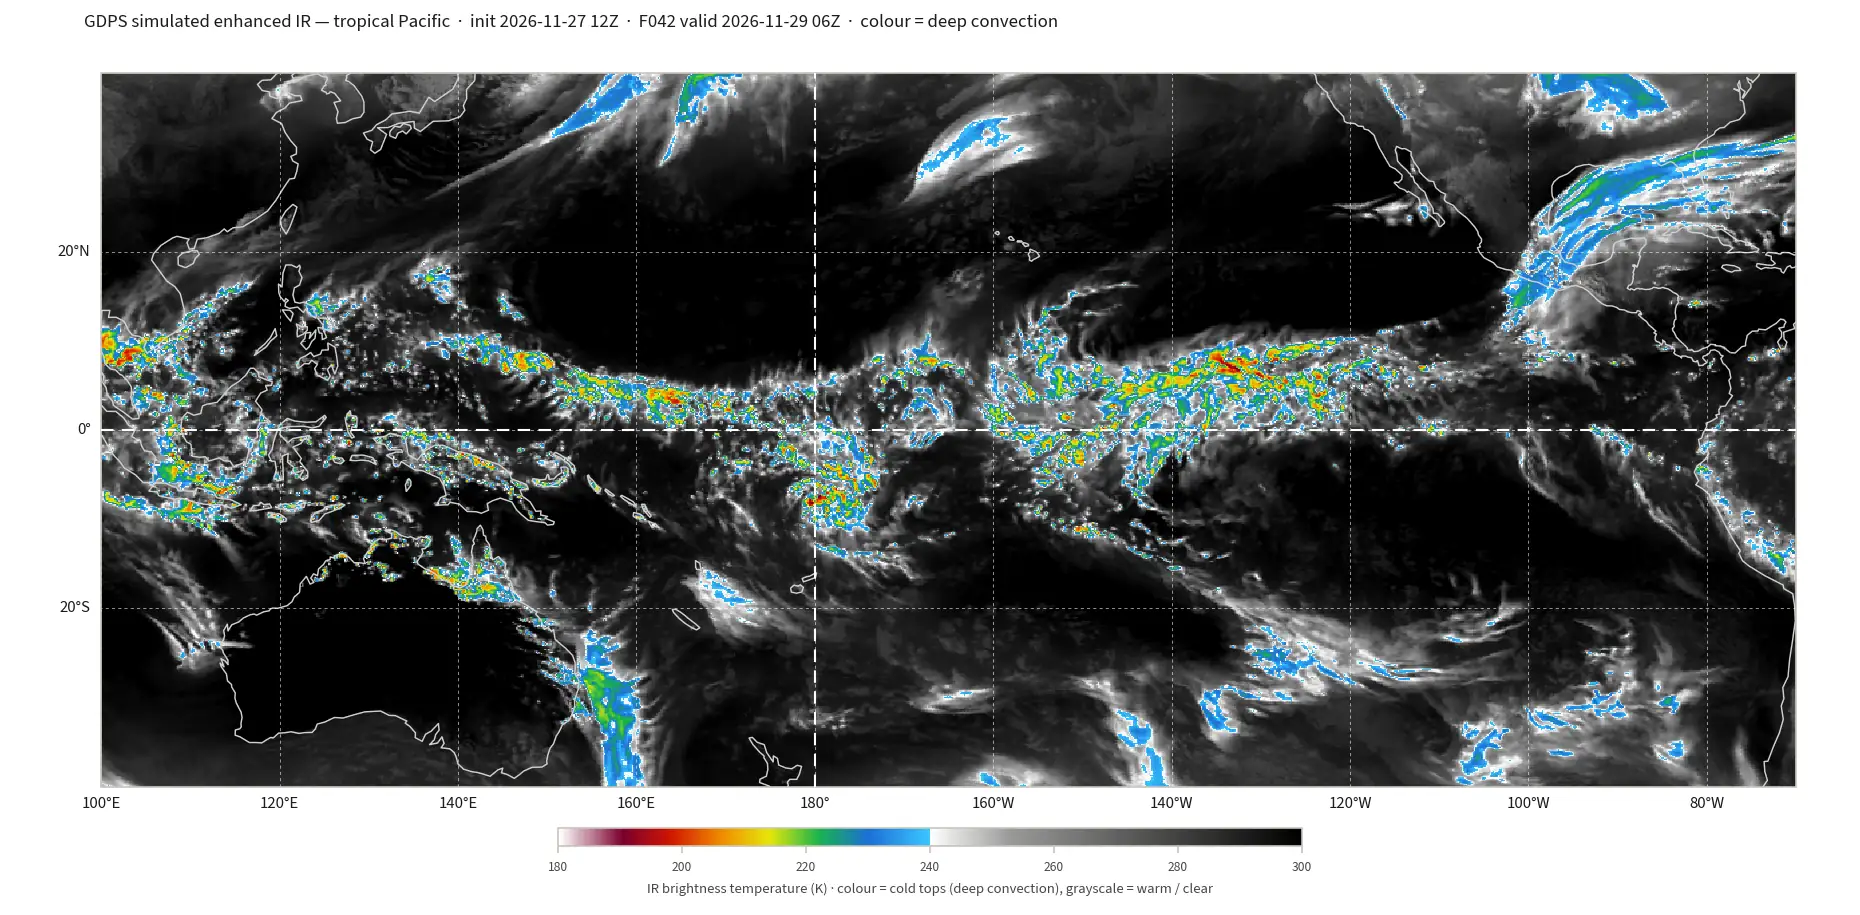 GDPS simulated enhanced IR — tropical Pacific · init 2026-11-27 12Z · F042 valid 2026-11-29 06Z · colour = deep convection
20°N
0°
20°S
100°E 120°E 140°E 160°E 180° 160°W 140°W 120°W 100°W 80°W
180 200 220 240 260 280 300
IR brightness temperature (K) · colour = cold tops (deep convection), grayscale = warm / clear